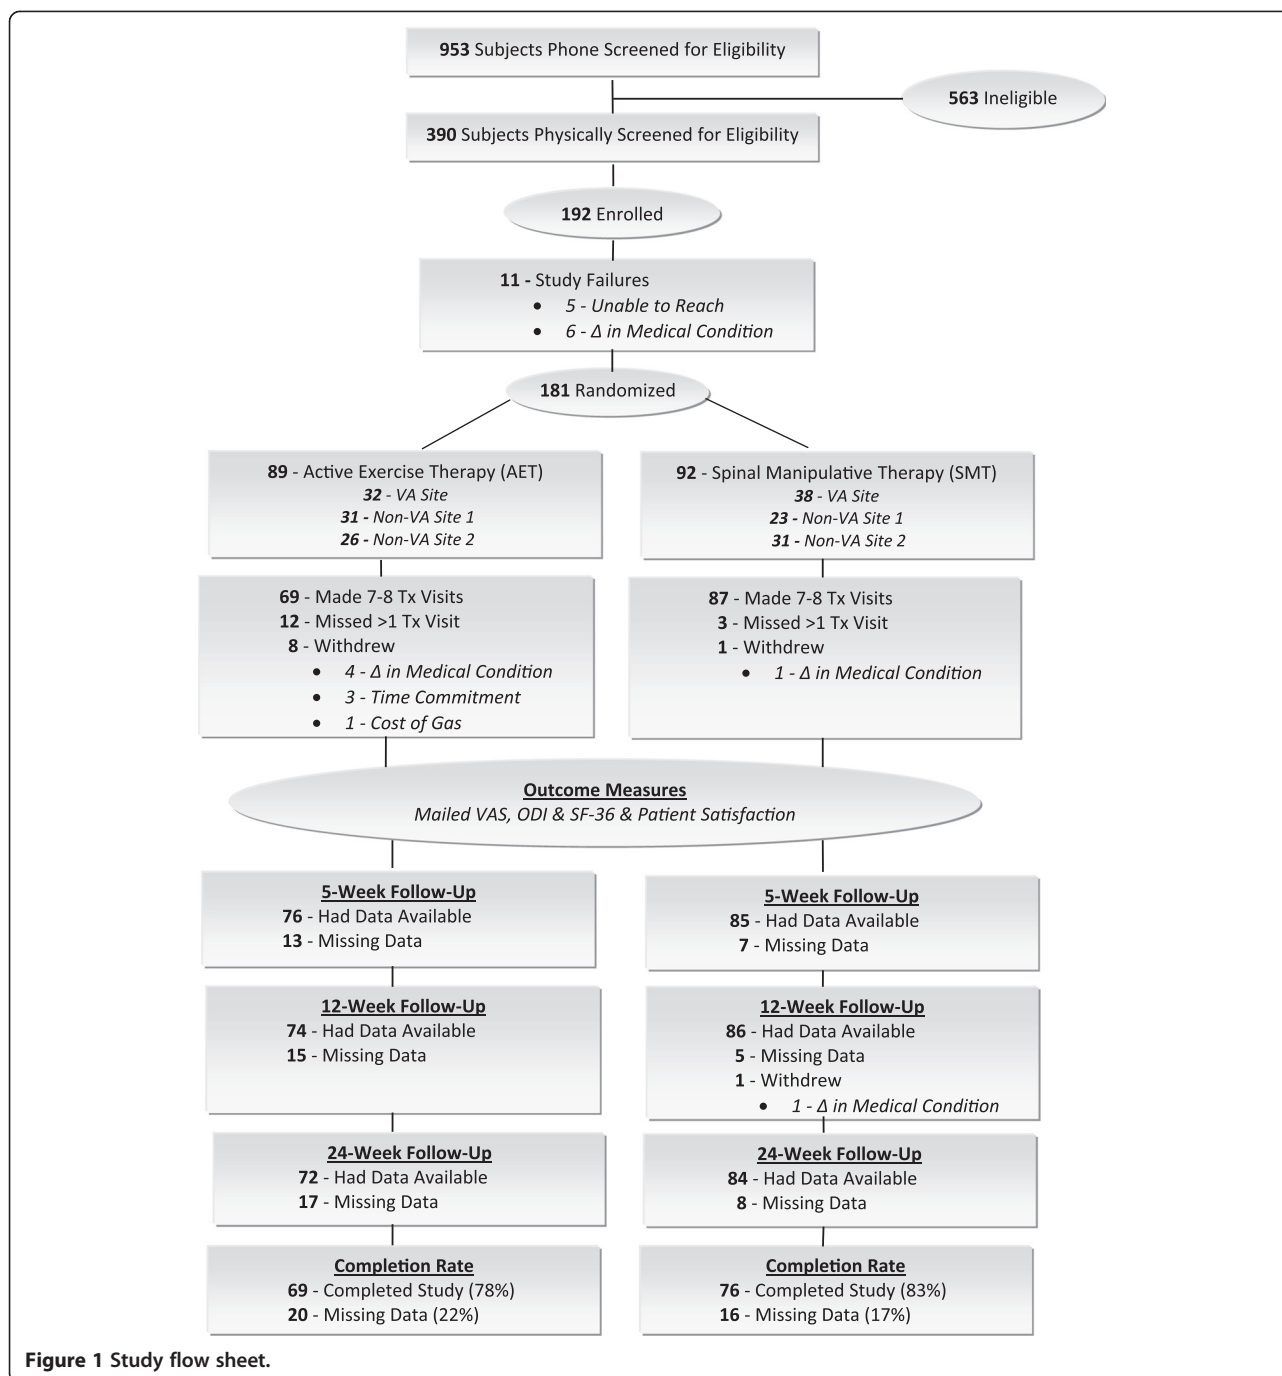 953 Subjects Phone Screened for Eligibility
563 Ineligible
390 Subjects Physically Screened for Eligibility
192 Enrolled
11 - Study Failures
• 5 - Unable to Reach
• 6 - Δ in Medical Condition
181 Randomized
89 - Active Exercise Therapy (AET)
32 - VA Site
31 - Non-VA Site 1
26 - Non-VA Site 2
92 - Spinal Manipulative Therapy (SMT)
38 - VA Site
23 - Non-VA Site 1
31 - Non-VA Site 2
69 - Made 7-8 Tx Visits
12 - Missed >1 Tx Visit
8 - Withdrew
• 4 - Δ in Medical Condition
• 3 - Time Commitment
• 1 - Cost of Gas
87 - Made 7-8 Tx Visits
3 - Missed >1 Tx Visit
1 - Withdrew
• 1 - Δ in Medical Condition
Outcome Measures
Mailed VAS, ODI & SF-36 & Patient Satisfaction
5-Week Follow-Up
76 - Had Data Available
13 - Missing Data
5-Week Follow-Up
85 - Had Data Available
7 - Missing Data
12-Week Follow-Up
74 - Had Data Available
15 - Missing Data
12-Week Follow-Up
86 - Had Data Available
5 - Missing Data
1 - Withdrew
• 1 - Δ in Medical Condition
24-Week Follow-Up
72 - Had Data Available
17 - Missing Data
24-Week Follow-Up
84 - Had Data Available
8 - Missing Data
Completion Rate
69 - Completed Study (78%)
20 - Missing Data (22%)
Completion Rate
76 - Completed Study (83%)
16 - Missing Data (17%)
Figure 1 Study flow sheet.